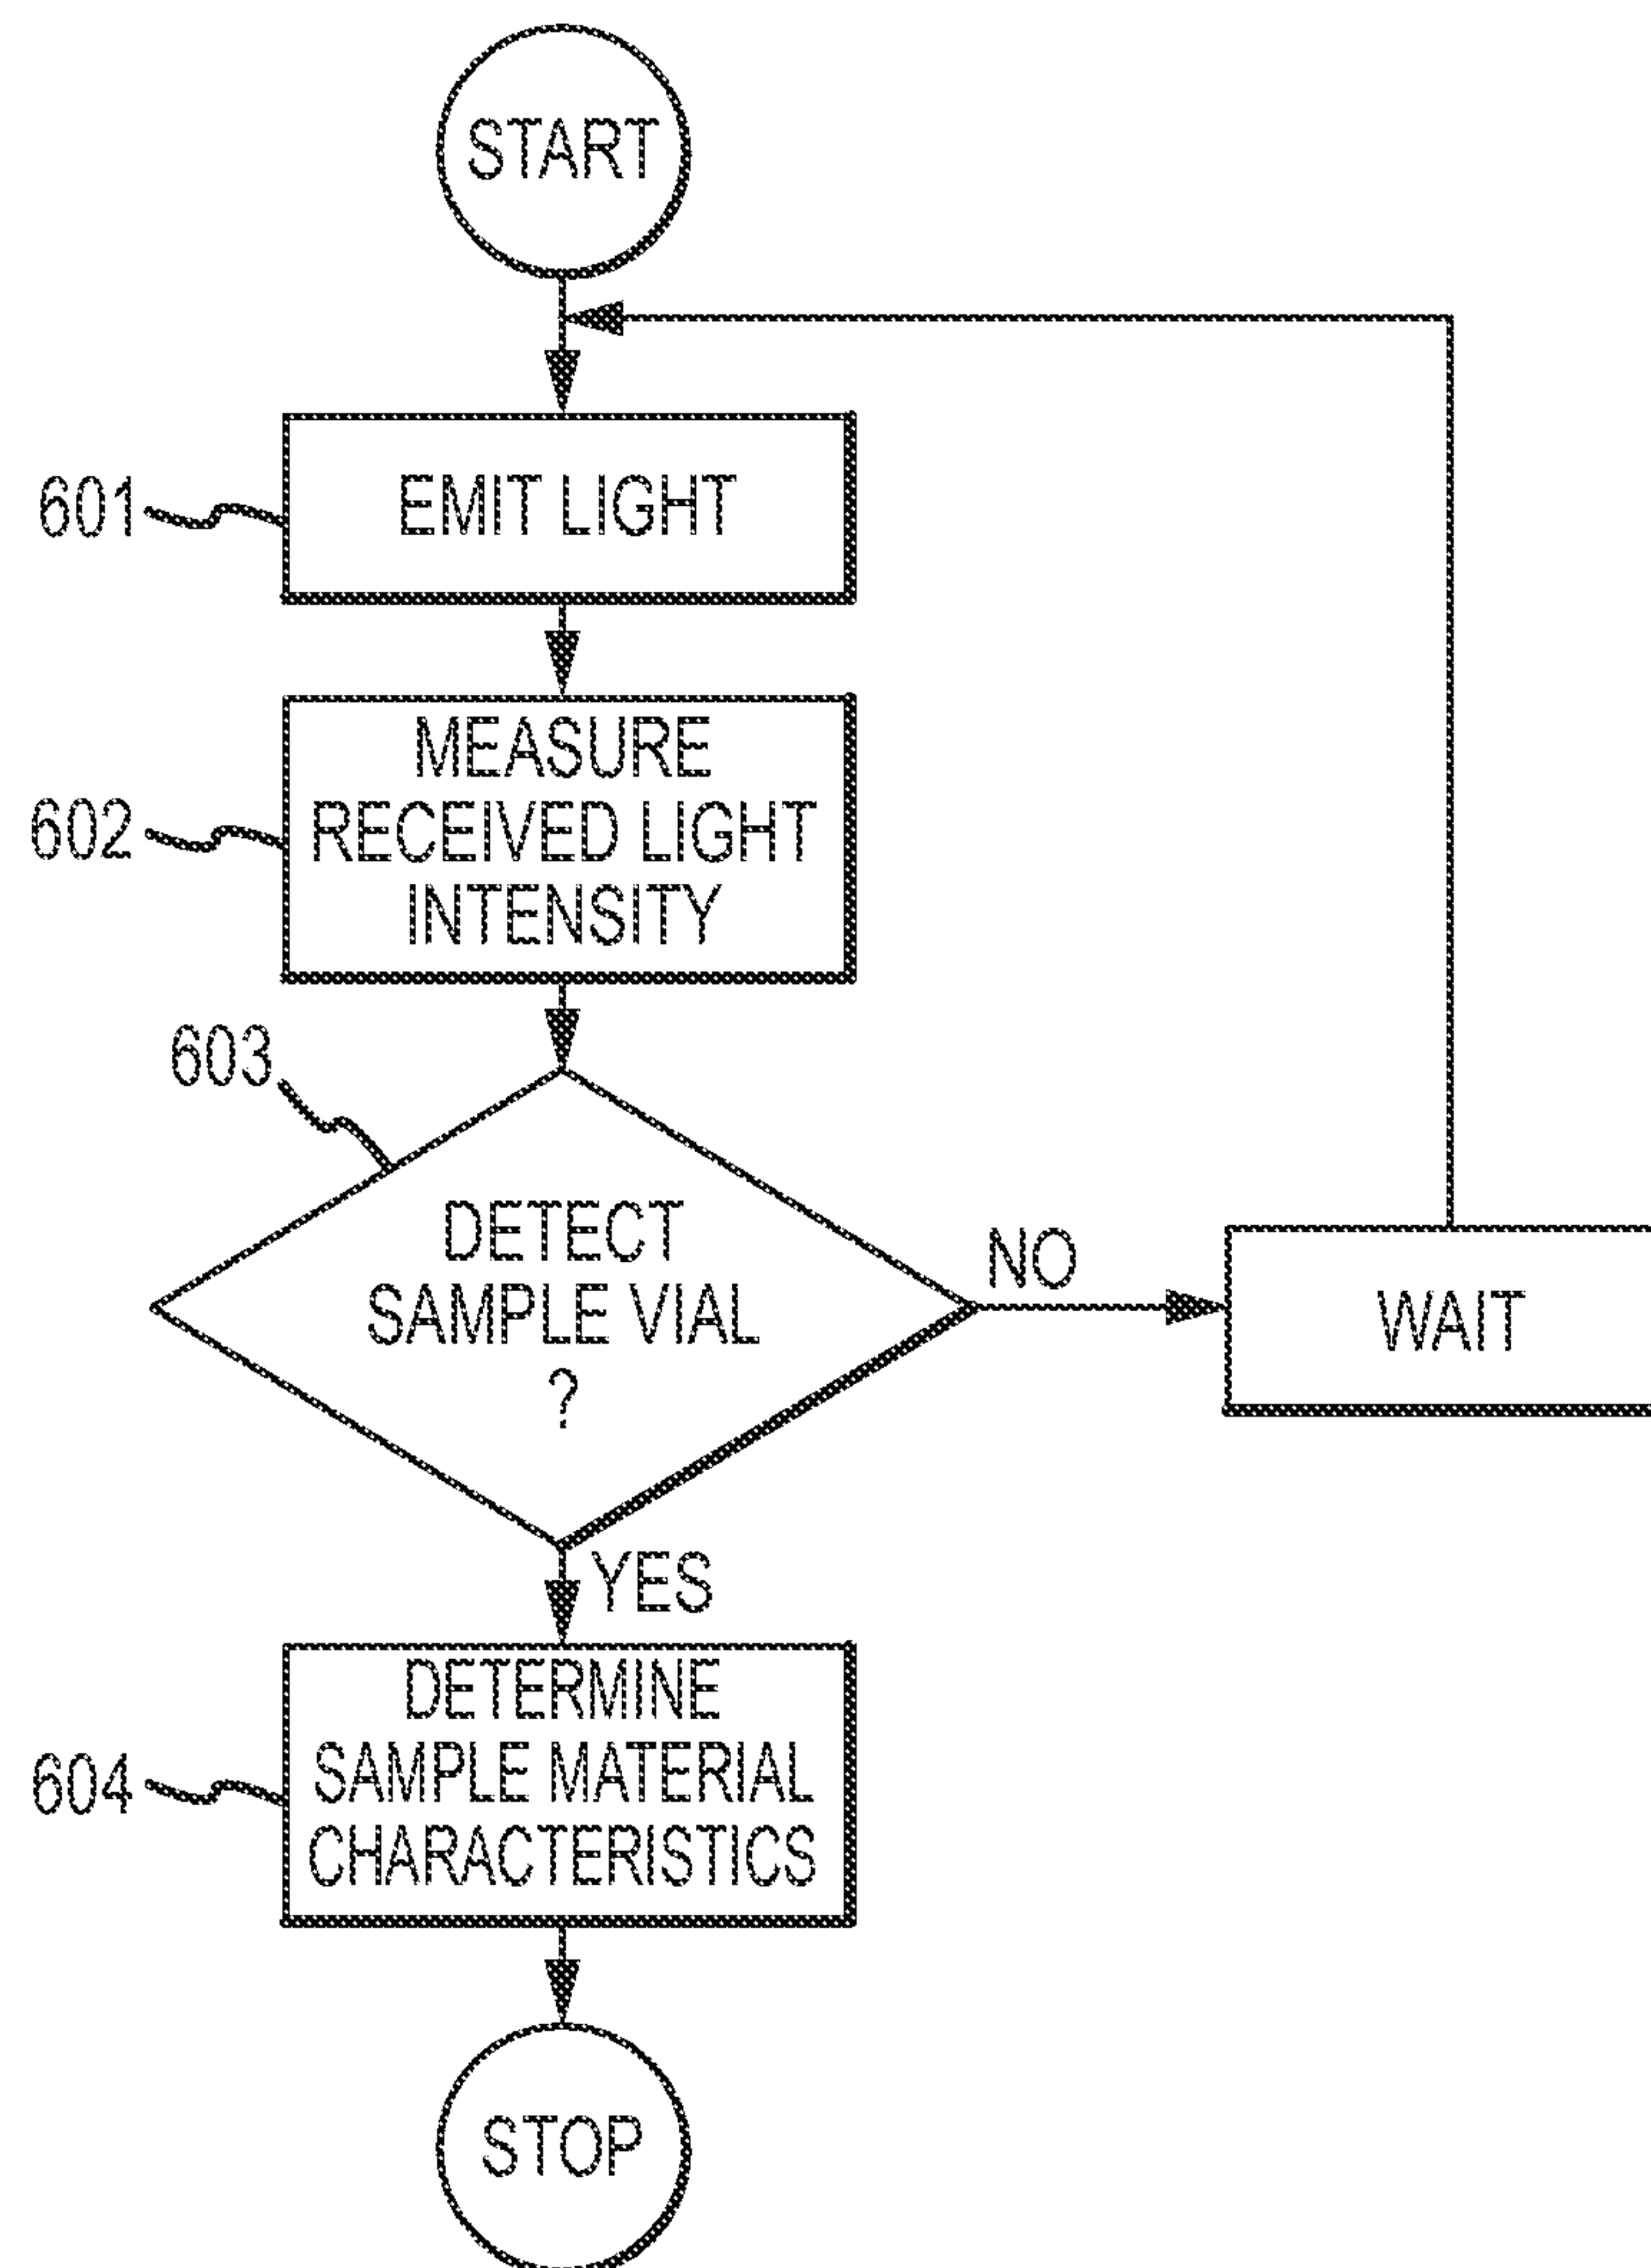 START
601
EMIT LIGHT
602
MEASURE
RECEIVED LIGHT
INTENSITY
603
DETECT
SAMPLE VIAL
?
NO
WAIT
YES
604
DETERMINE
SAMPLE MATERIAL
CHARACTERISTICS
STOP